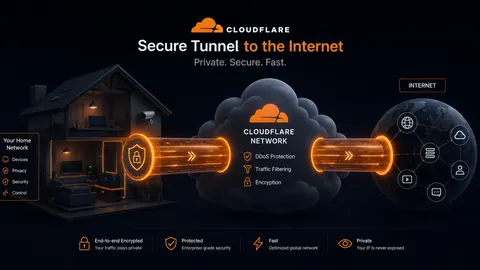 CLOUDFLARE
Secure Tunnel to the Internet
Private. Secure. Fast.
INTERNET
Your Home
Network
Devices
Privacy
Security
Control
CLOUDFLARE
NETWORK
DDoS Protection
Traffic Filtering
Encryption
End-to-end Encrypted
Your traffic stays private
Protected
Enterprise-grade security
Fast
Optimized global network
Private
Your IP is never exposed